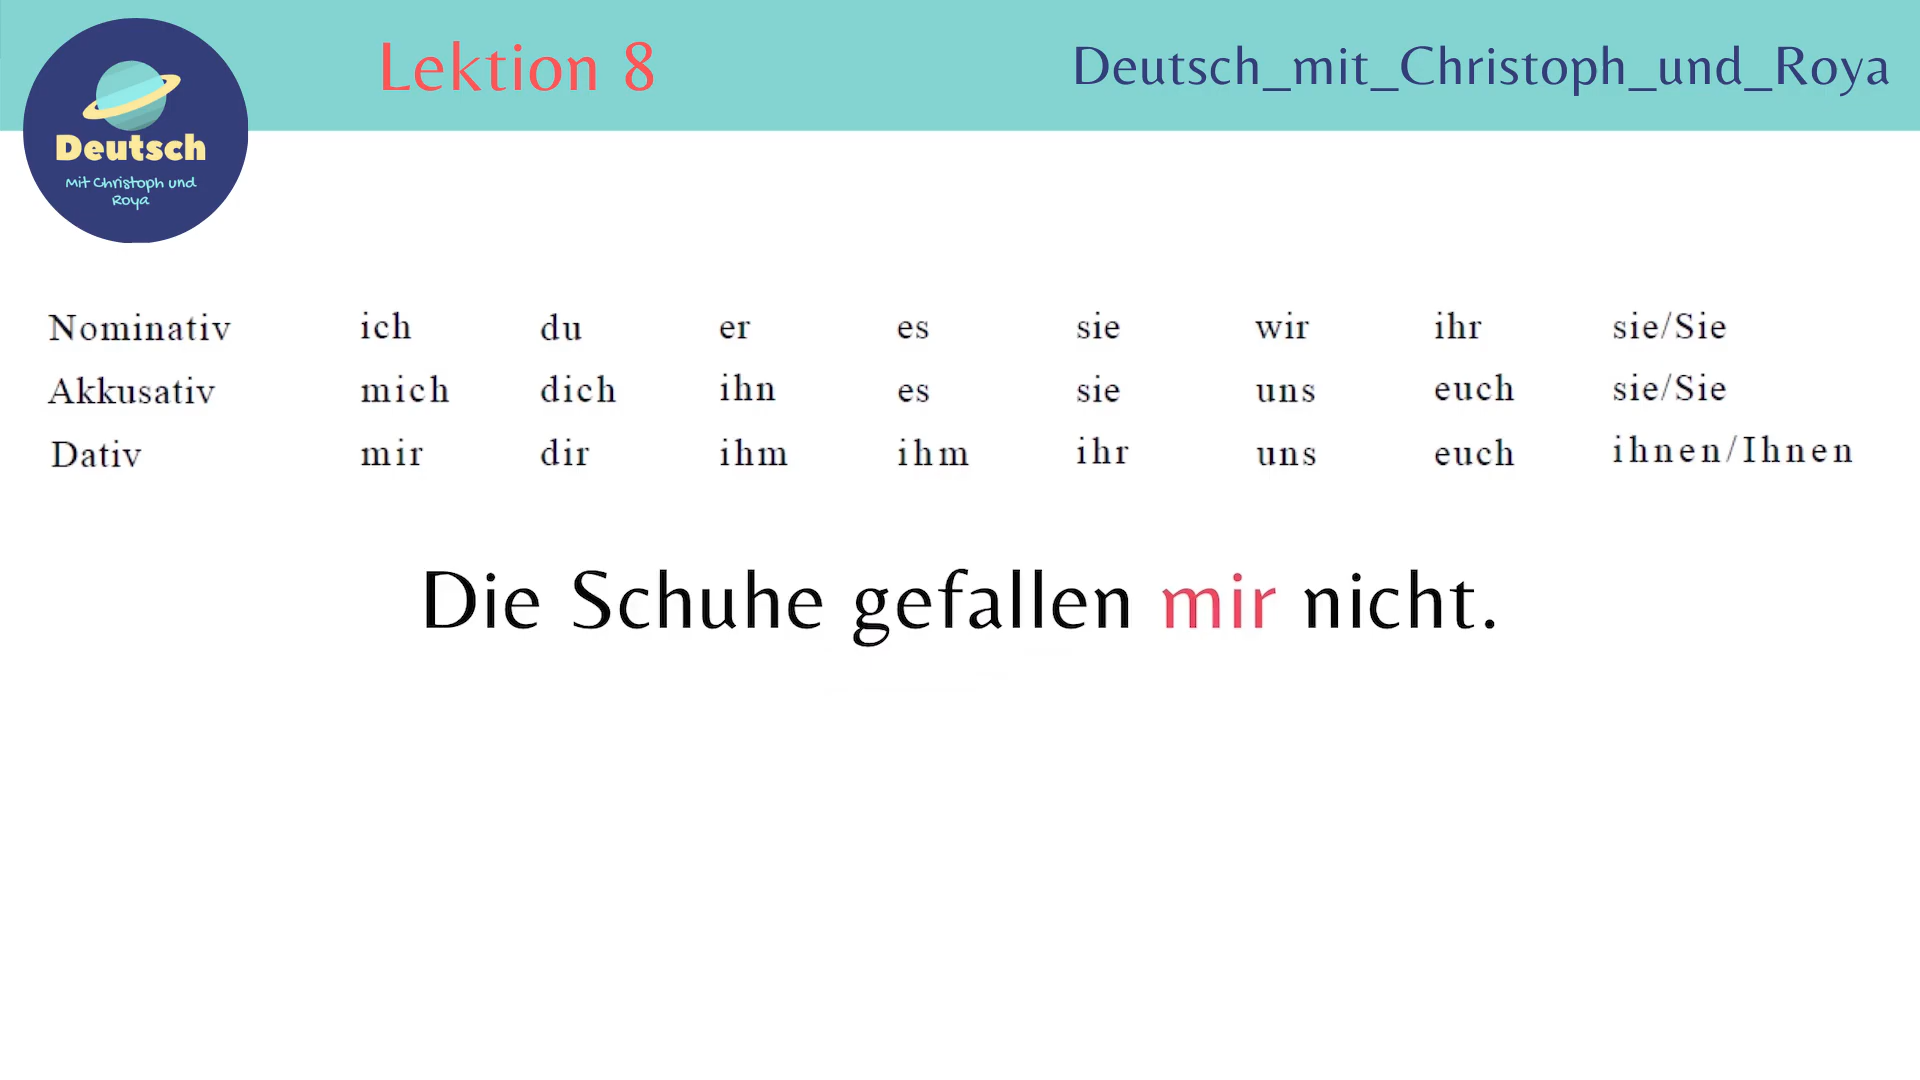 Lektion 8
Deutsch_mit_Christoph_und_Roya
Deutsch
Mit Christoph und
Roya
Nominativ ich du er es sie wir ihr sie/Sie
Akkusativ mich dich ihn es sie uns euch sie/Sie
Dativ mir dir ihm ihm ihr uns euch ihnen/Ihnen
Die Schuhe gefallen mir nicht.